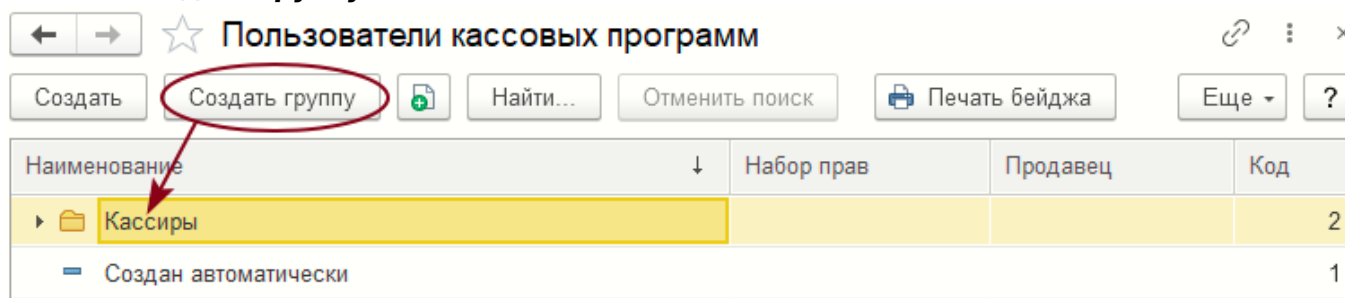 Пользователи кассовых программ
Создать Создать группу Найти... Отменить поиск Печать бейджа Еще ?
Наименование ↓ Набор прав Продавец Код
Кассиры 2
Создан автоматически 1